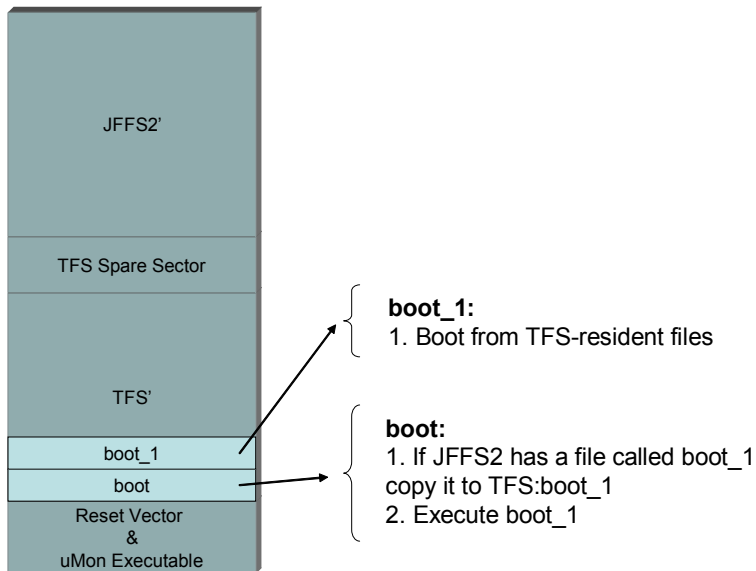 JFFS2'
TFS Spare Sector
TFS'
boot_1
boot
Reset Vector
&
uMon Executable
boot_1:
1. Boot from TFS-resident files
boot:
1. If JFFS2 has a file called boot_1
copy it to TFS:boot_1
2. Execute boot_1